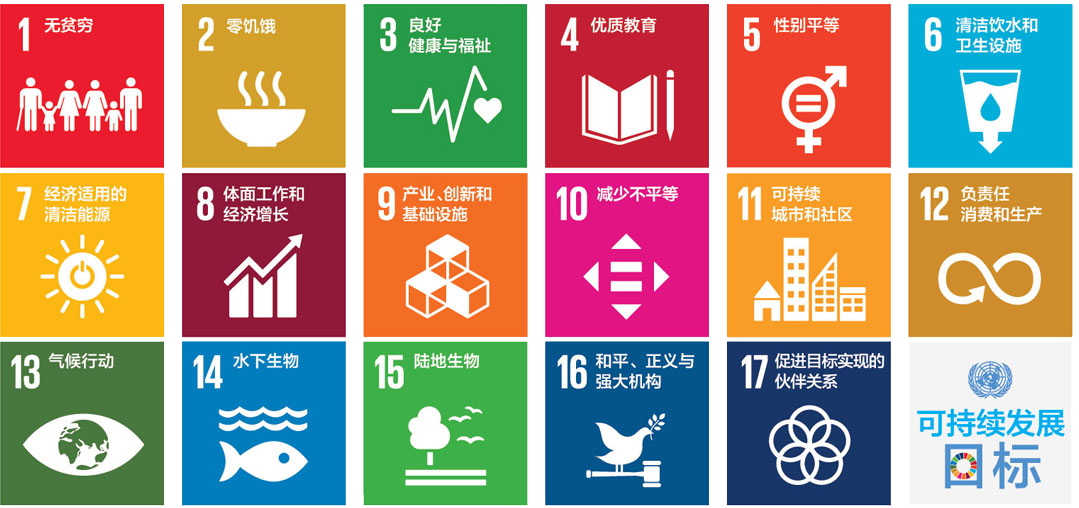 1 无贫穷
2 零饥饿
3 良好
健康与福祉
4 优质教育
5 性别平等
6 清洁饮水和
卫生设施
7 经济适用的
清洁能源
8 体面工作和
经济增长
9 产业、创新和
基础设施
10 减少不平等
11 可持续
城市和社区
12 负责任
消费和生产
13 气候行动
14 水下生物
15 陆地生物
16 和平、正义与
强大机构
17 促进目标实现的
伙伴关系
可持续发展
目标